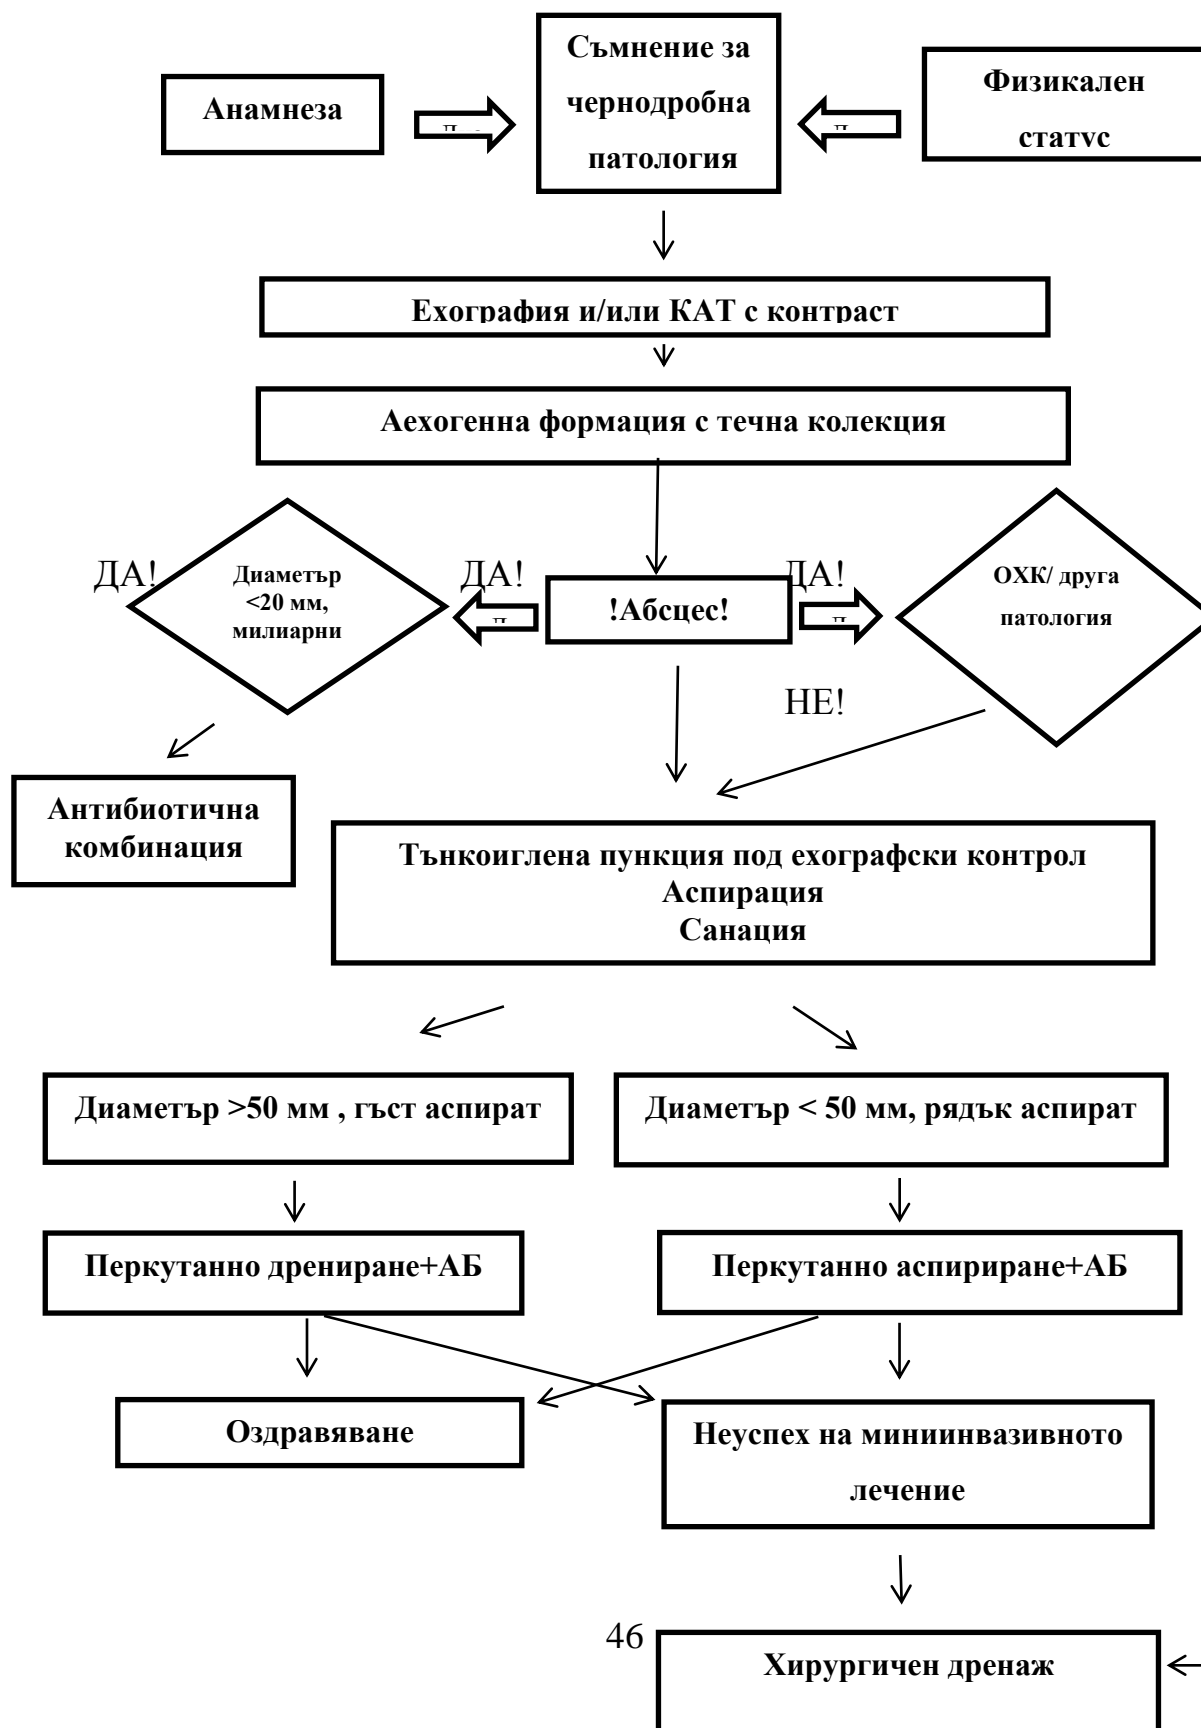 Анамнеза
Съмнение за
чернодробна
патология
Физикален
статус
Ехография и/или КАТ с контраст
Аехогенна формация с течна колекция
ДА!
Диаметър
<20 мм,
милиарни
ДА!
!Абсцес!
ДА!
ОХК/ друга
патология
НЕ!
Антибиотична
комбинация
Тънкоиглена пункция под ехографски контрол
Аспирация
Санация
Диаметър >50 мм , гъст аспират
Диаметър < 50 мм, рядък аспират
Перкутанно дрениране+АБ
Перкутанно аспириране+АБ
Оздравяване
Неуспех на мининвазивното
лечение
46
Хирургичен дренаж